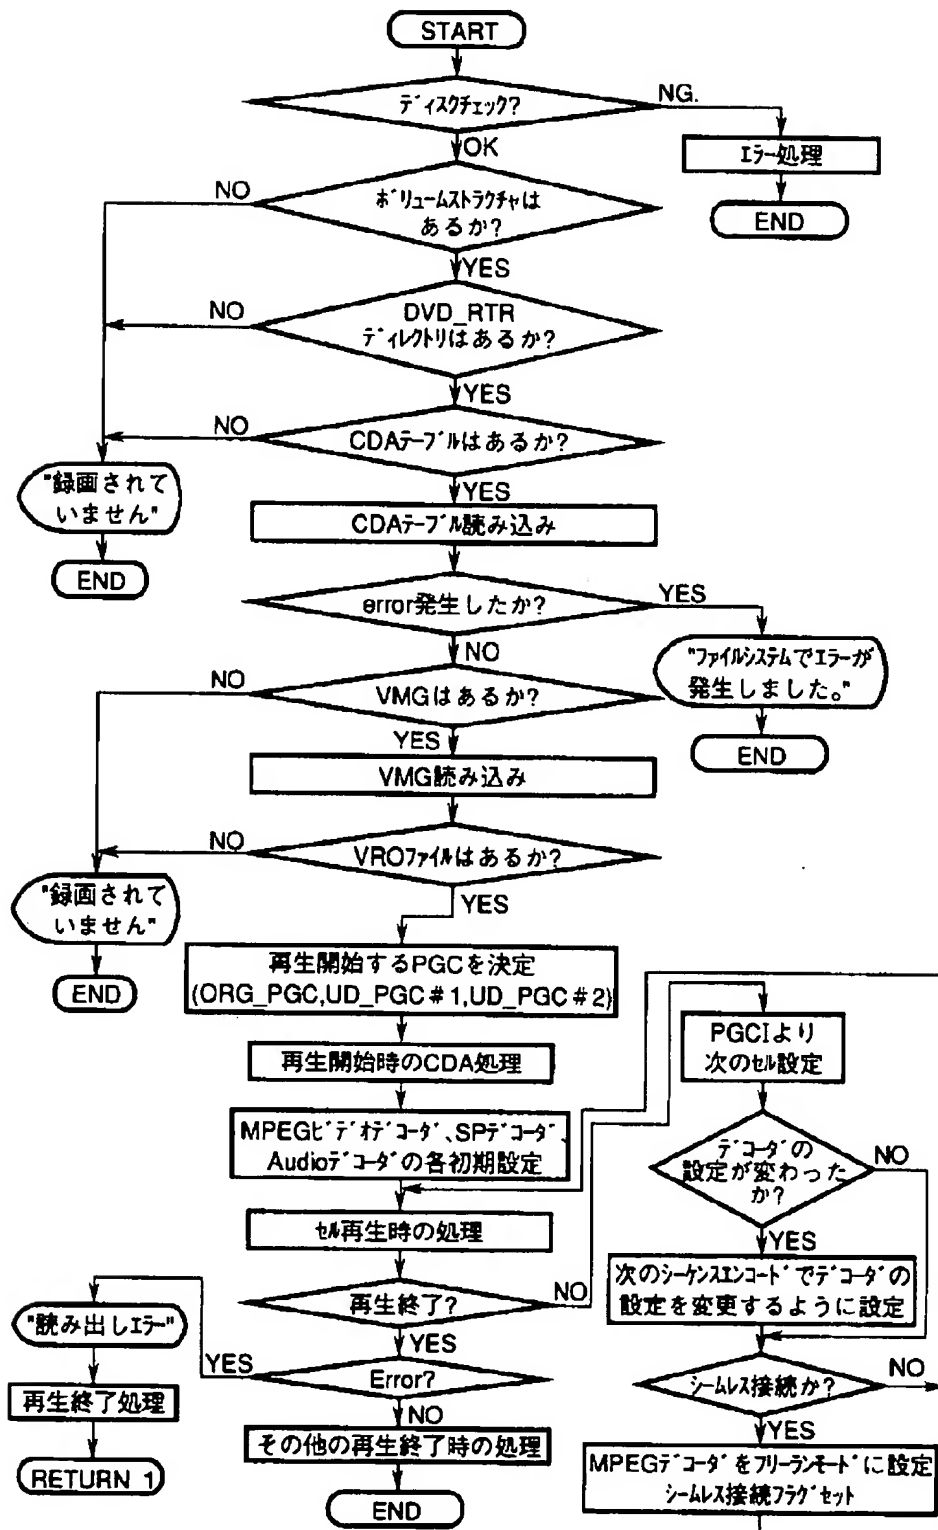 START
ディスクチェック?
NG.
エラー処理
END
OK
ボリュームストラクチャは
あるか?
NO
YES
DVD_RTR
ディレクトリはあるか?
NO
YES
CDAテーブルはあるか?
NO
"録画されて
いません"
END
YES
CDAテーブル読み込み
error発生したか?
YES
"ファイルシステムでエラーが
発生しました。"
END
NO
VMGはあるか?
NO
YES
VMG読み込み
VROファイルはあるか?
NO
"録画されて
いません"
END
YES
再生開始するPGCを決定
(ORG_PGC,UD_PGC#1,UD_PGC#2)
再生開始時のCDA処理
MPEGビデオデコーダ、SPデコーダ、
Audioデコーダの各初期設定
セル再生時の処理
再生終了?
NO
YES
Error?
YES
"読み出しエラー"
再生終了処理
RETURN 1
NO
その他の再生終了時の処理
END
PGCIより
次のセル設定
デコーダの
設定が変わった
か?
NO
YES
次のシーケンスエンコードでデコーダの
設定を変更するように設定
シームレス接続か?
NO
YES
MPEGデコーダをフリーランモードに設定
シームレス接続フラグセット